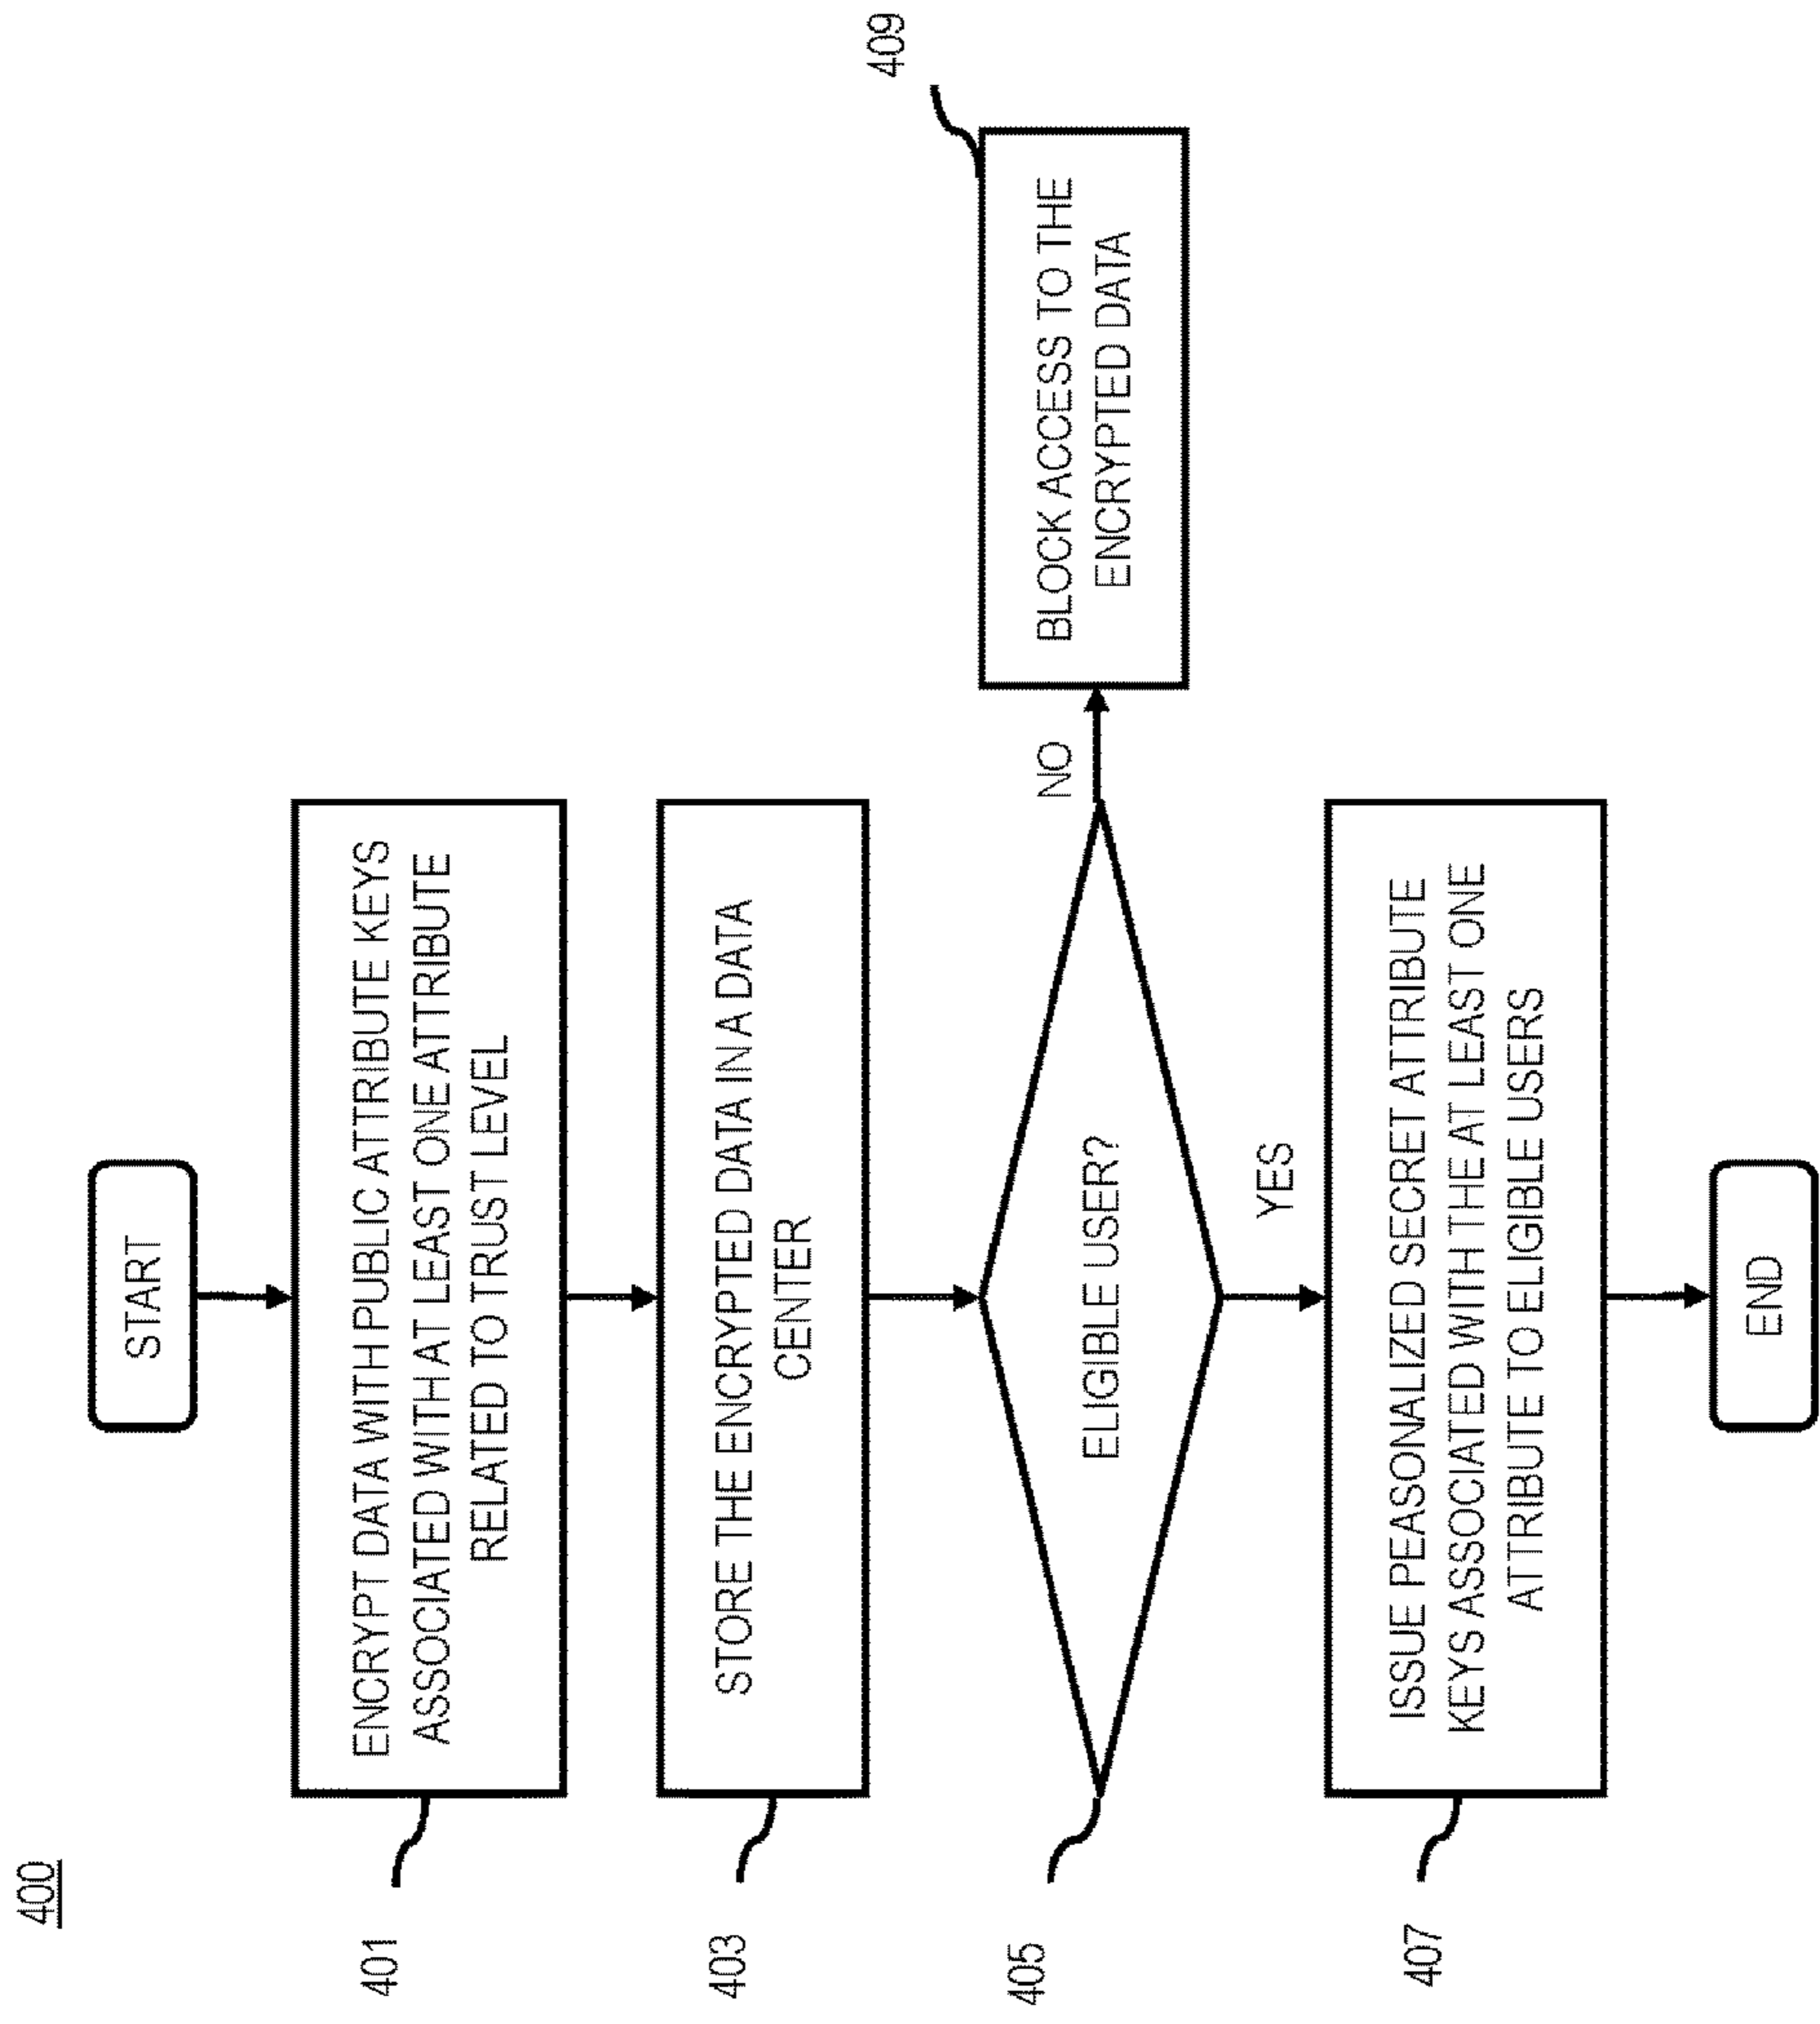 400
START
401
ENCRYPT DATA WITH PUBLIC ATTRIBUTE KEYS
ASSOCIATED WITH AT LEAST ONE ATTRIBUTE
RELATED TO TRUST LEVEL
403
STORE THE ENCRYPTED DATA IN A DATA
CENTER
405
ELIGIBLE USER?
NO
409
BLOCK ACCESS TO THE
ENCRYPTED DATA
YES
407
ISSUE PEASONALIZED SECRET ATTRIBUTE
KEYS ASSOCIATED WITH THE AT LEAST ONE
ATTRIBUTE TO ELIGIBLE USERS
END